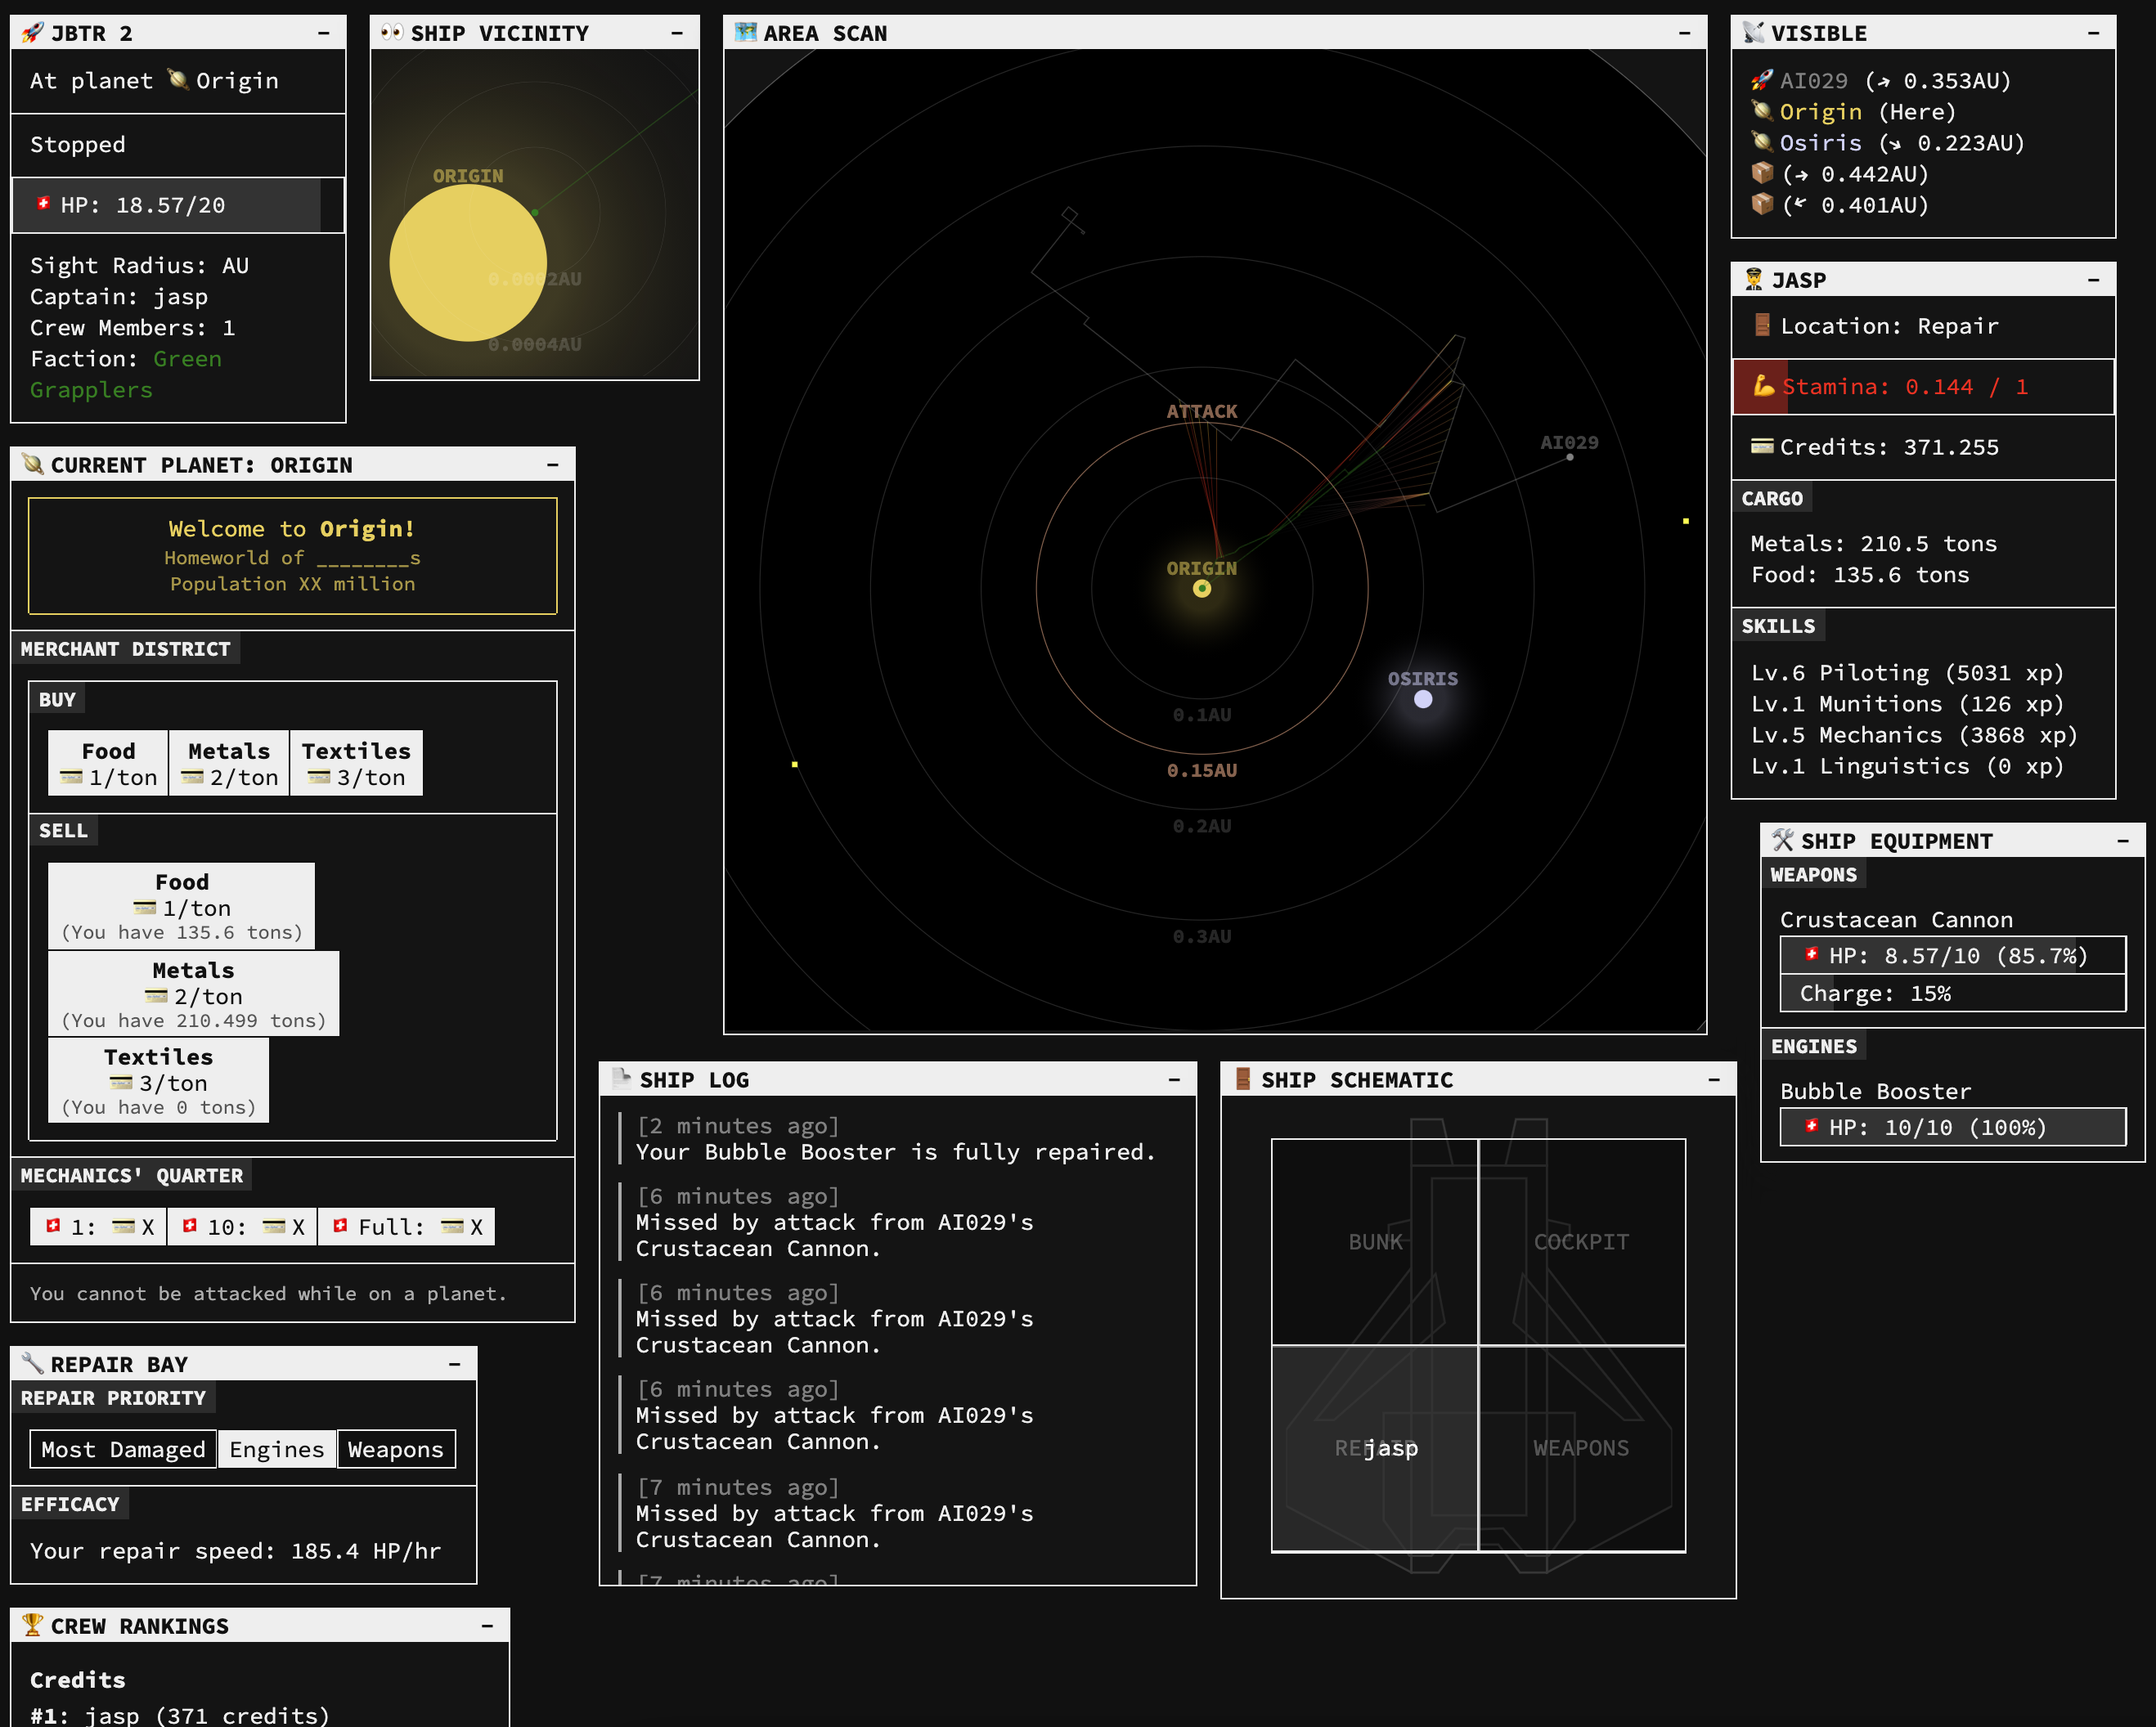 JBTR 2
At planet Origin
Stopped
HP: 18.57/20
Sight Radius: AU
Captain: jasp
Crew Members: 1
Faction: Green
Grapplers
SHIP VICINITY
ORIGIN
0.0002AU
0.0004AU
AREA SCAN
ATTACK
AI029
ORIGIN
OSIRIS
0.1AU
0.15AU
0.2AU
0.3AU
VISIBLE
AI029 (→ 0.353AU)
Origin (Here)
Osiris (↘ 0.223AU)
(→ 0.442AU)
(↙ 0.401AU)
JASP
Location: Repair
Stamina: 0.144 / 1
Credits: 371.255
CARGO
Metals: 210.5 tons
Food: 135.6 tons
SKILLS
Lv.6 Piloting (5031 xp)
Lv.1 Munitions (126 xp)
Lv.5 Mechanics (3868 xp)
Lv.1 Linguistics (0 xp)
SHIP EQUIPMENT
WEAPONS
Crustacean Cannon
HP: 8.57/10 (85.7%)
Charge: 15%
ENGINES
Bubble Booster
HP: 10/10 (100%)
CURRENT PLANET: ORIGIN
Welcome to Origin!
Homeworld of ________s
Population XX million
MERCHANT DISTRICT
BUY
Food Metals Textiles
1/ton 2/ton 3/ton
SELL
Food
1/ton
(You have 135.6 tons)
Metals
2/ton
(You have 210.499 tons)
Textiles
3/ton
(You have 0 tons)
MECHANICS' QUARTER
1: X 10: X Full: X
You cannot be attacked while on a planet.
REPAIR BAY
REPAIR PRIORITY
Most Damaged Engines Weapons
EFFICACY
Your repair speed: 185.4 HP/hr
CREW RANKINGS
Credits
#1: jasp (371 credits)
SHIP LOG
[2 minutes ago]
Your Bubble Booster is fully repaired.
[6 minutes ago]
Missed by attack from AI029's
Crustacean Cannon.
[6 minutes ago]
Missed by attack from AI029's
Crustacean Cannon.
[6 minutes ago]
Missed by attack from AI029's
Crustacean Cannon.
[7 minutes ago]
Missed by attack from AI029's
Crustacean Cannon.
[7 minutes ago]
SHIP SCHEMATIC
BUNK COCKPIT
REPAIR jasp WEAPONS